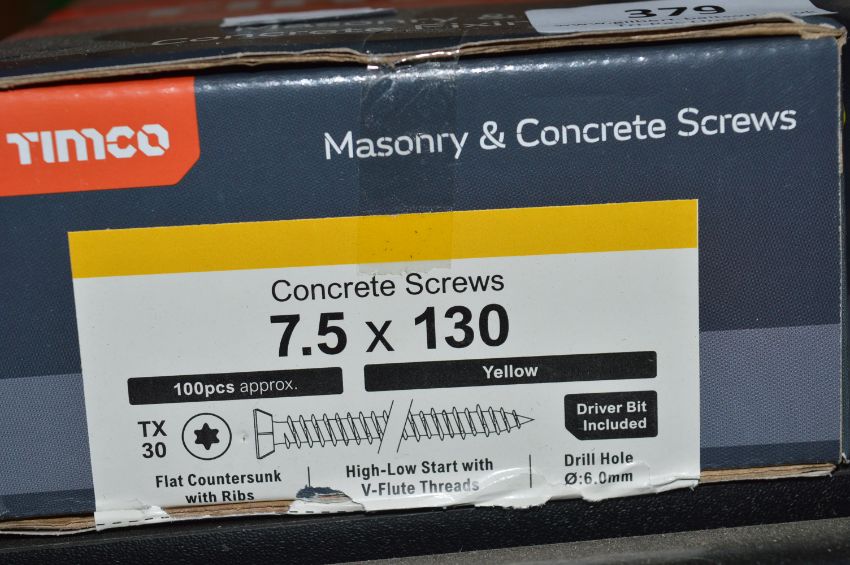 379
TIMCO
Masonry & Concrete Screws
Concrete Screws
7.5 x 130
100pcs approx.
Yellow
TX
30
Driver Bit
Included
Flat Countersunk
with Ribs
High-Low Start with
V-Flute Threads
Drill Hole
Ø:6.0mm